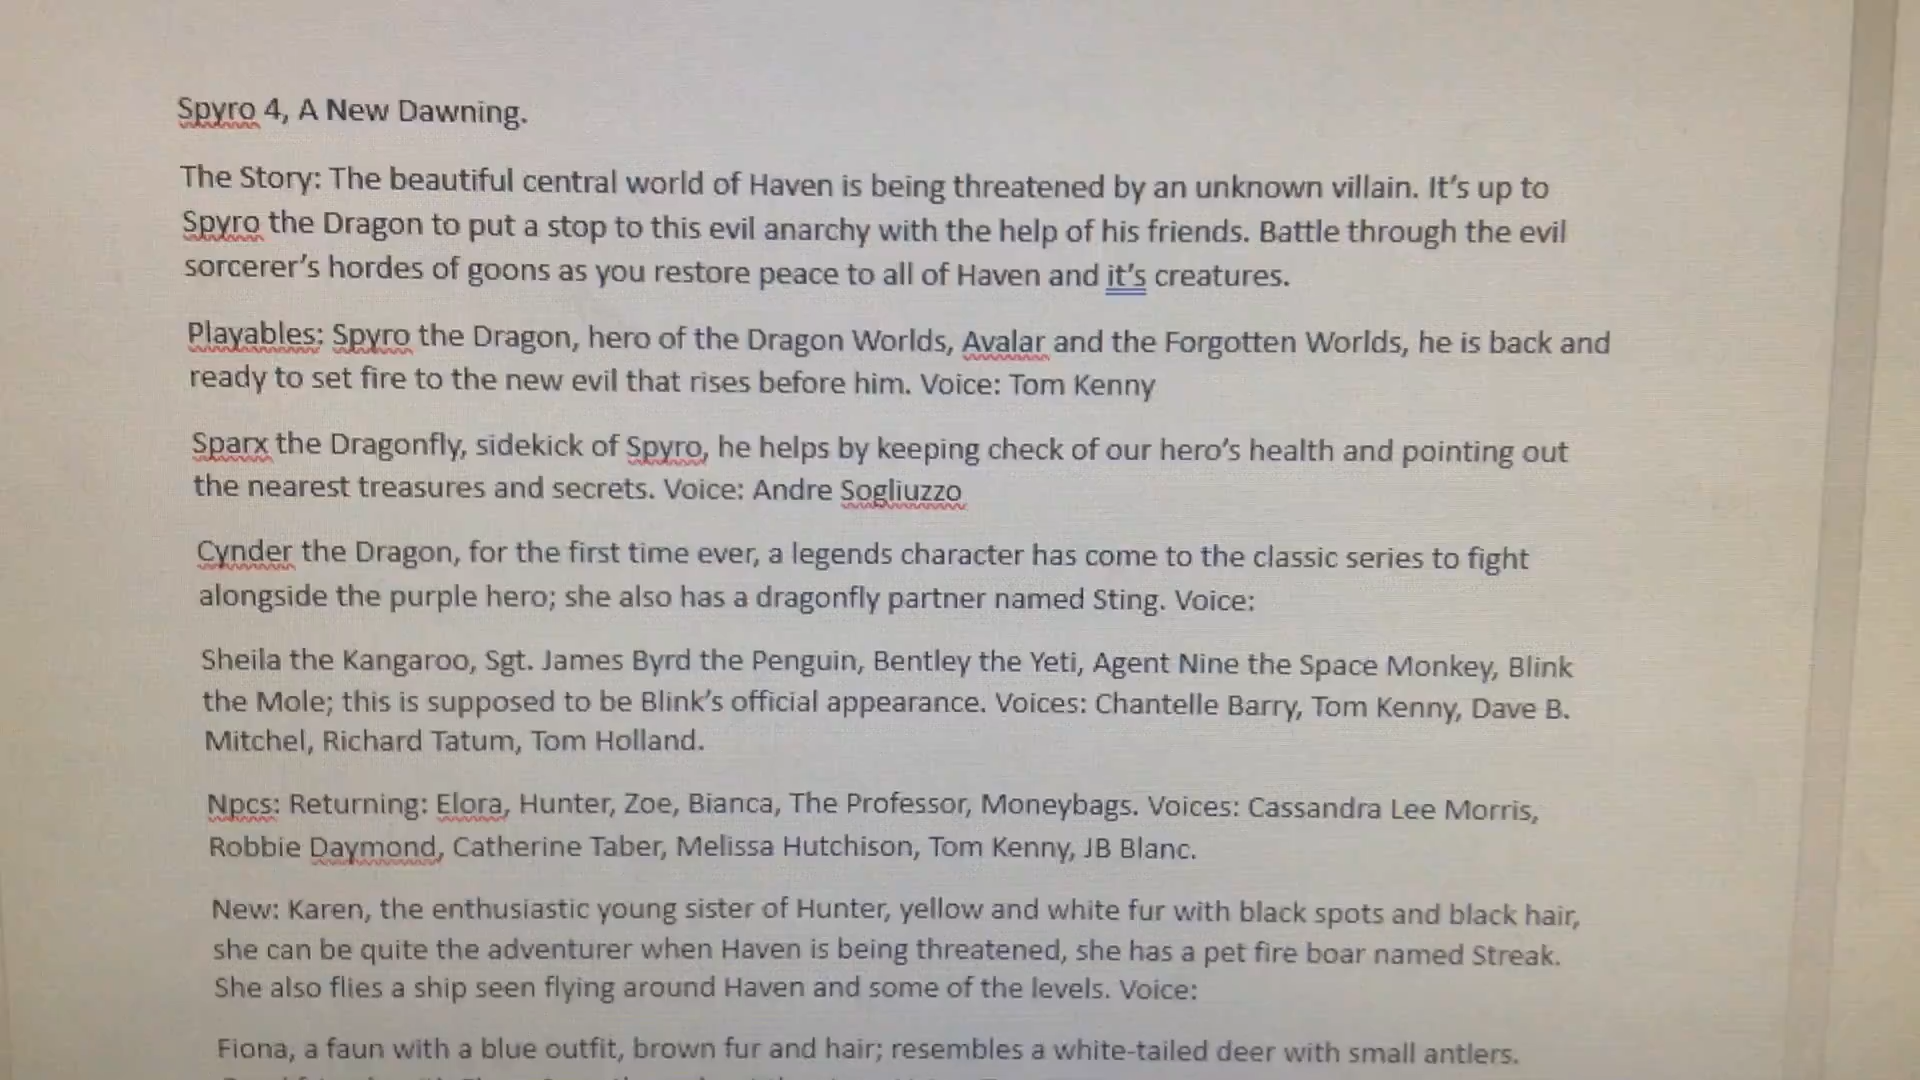 Spyro 4, A New Dawning.
The Story: The beautiful central world of Haven is being threatened by an unknown villain. It's up to
Spyro the Dragon to put a stop to this evil anarchy with the help of his friends. Battle through the evil
sorcerer's hordes of goons as you restore peace to all of Haven and it's creatures.
Playables: Spyro the Dragon, hero of the Dragon Worlds, Avalar and the Forgotten Worlds, he is back and
ready to set fire to the new evil that rises before him. Voice: Tom Kenny
Sparx the Dragonfly, sidekick of Spyro, he helps by keeping check of our hero's health and pointing out
the nearest treasures and secrets. Voice: Andre Sogliuzzo
Cynder the Dragon, for the first time ever, a legends character has come to the classic series to fight
alongside the purple hero; she also has a dragonfly partner named Sting. Voice:
Sheila the Kangaroo, Sgt. James Byrd the Penguin, Bentley the Yeti, Agent Nine the Space Monkey, Blink
the Mole; this is supposed to be Blink's official appearance. Voices: Chantelle Barry, Tom Kenny, Dave B.
Mitchel, Richard Tatum, Tom Holland.
Npcs: Returning: Elora, Hunter, Zoe, Bianca, The Professor, Moneybags. Voices: Cassandra Lee Morris,
Robbie Daymond, Catherine Taber, Melissa Hutchison, Tom Kenny, JB Blanc.
New: Karen, the enthusiastic young sister of Hunter, yellow and white fur with black spots and black hair,
she can be quite the adventurer when Haven is being threatened, she has a pet fire boar named Streak.
She also flies a ship seen flying around Haven and some of the levels. Voice:
Fiona, a faun with a blue outfit, brown fur and hair; resembles a white-tailed deer with small antlers.